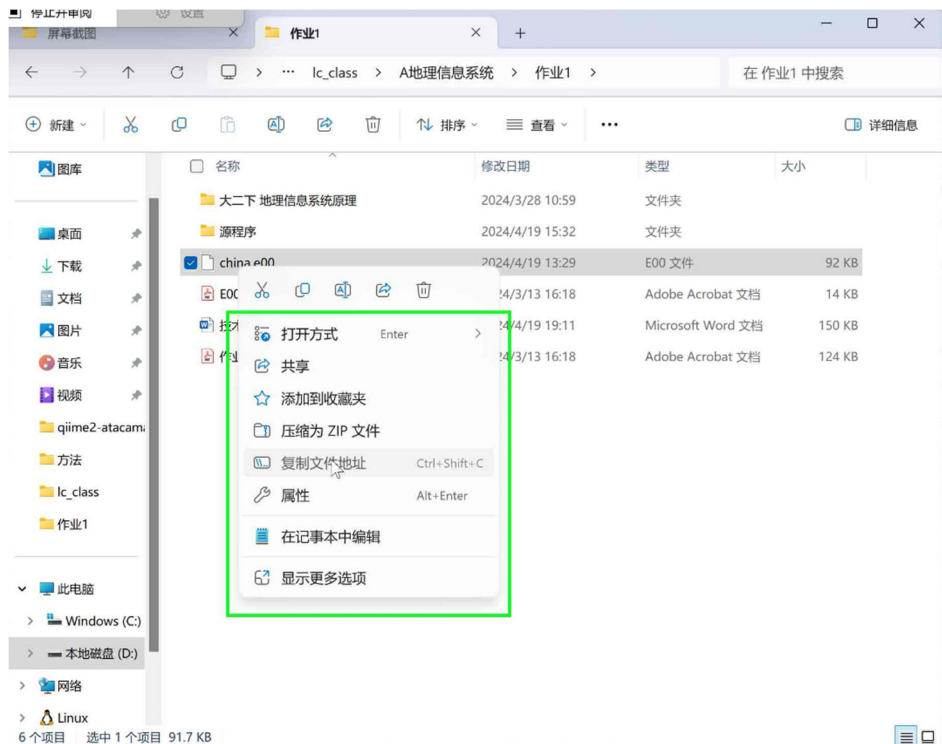 停止并审阅 设置
屏幕截图 作业1
lc_class A地理信息系统 作业1 在 作业1 中搜索
新建 排序 查看 详细信息
名称 修改日期 类型 大小
图库
大二下 地理信息系统原理 2024/3/28 10:59 文件夹
桌面
源程序 2024/4/19 15:32 文件夹
china.e00 2024/4/19 13:29 E00 文件 92 KB
下载
E00 24/3/13 16:18 Adobe Acrobat 文档 14 KB
文档
技 24/4/19 19:11 Microsoft Word 文档 150 KB
图片
打开方式 Enter
作业 24/3/13 16:18 Adobe Acrobat 文档 124 KB
音乐
共享
视频
添加到收藏夹
qiime2-atacama
压缩为 ZIP 文件
方法
复制文件地址 Ctrl+Shift+C
lc_class
属性 Alt+Enter
作业1
在记事本中编辑
显示更多选项
此电脑
Windows (C:)
本地磁盘 (D:)
网络
Linux
6 个项目 选中 1 个项目 91.7 KB